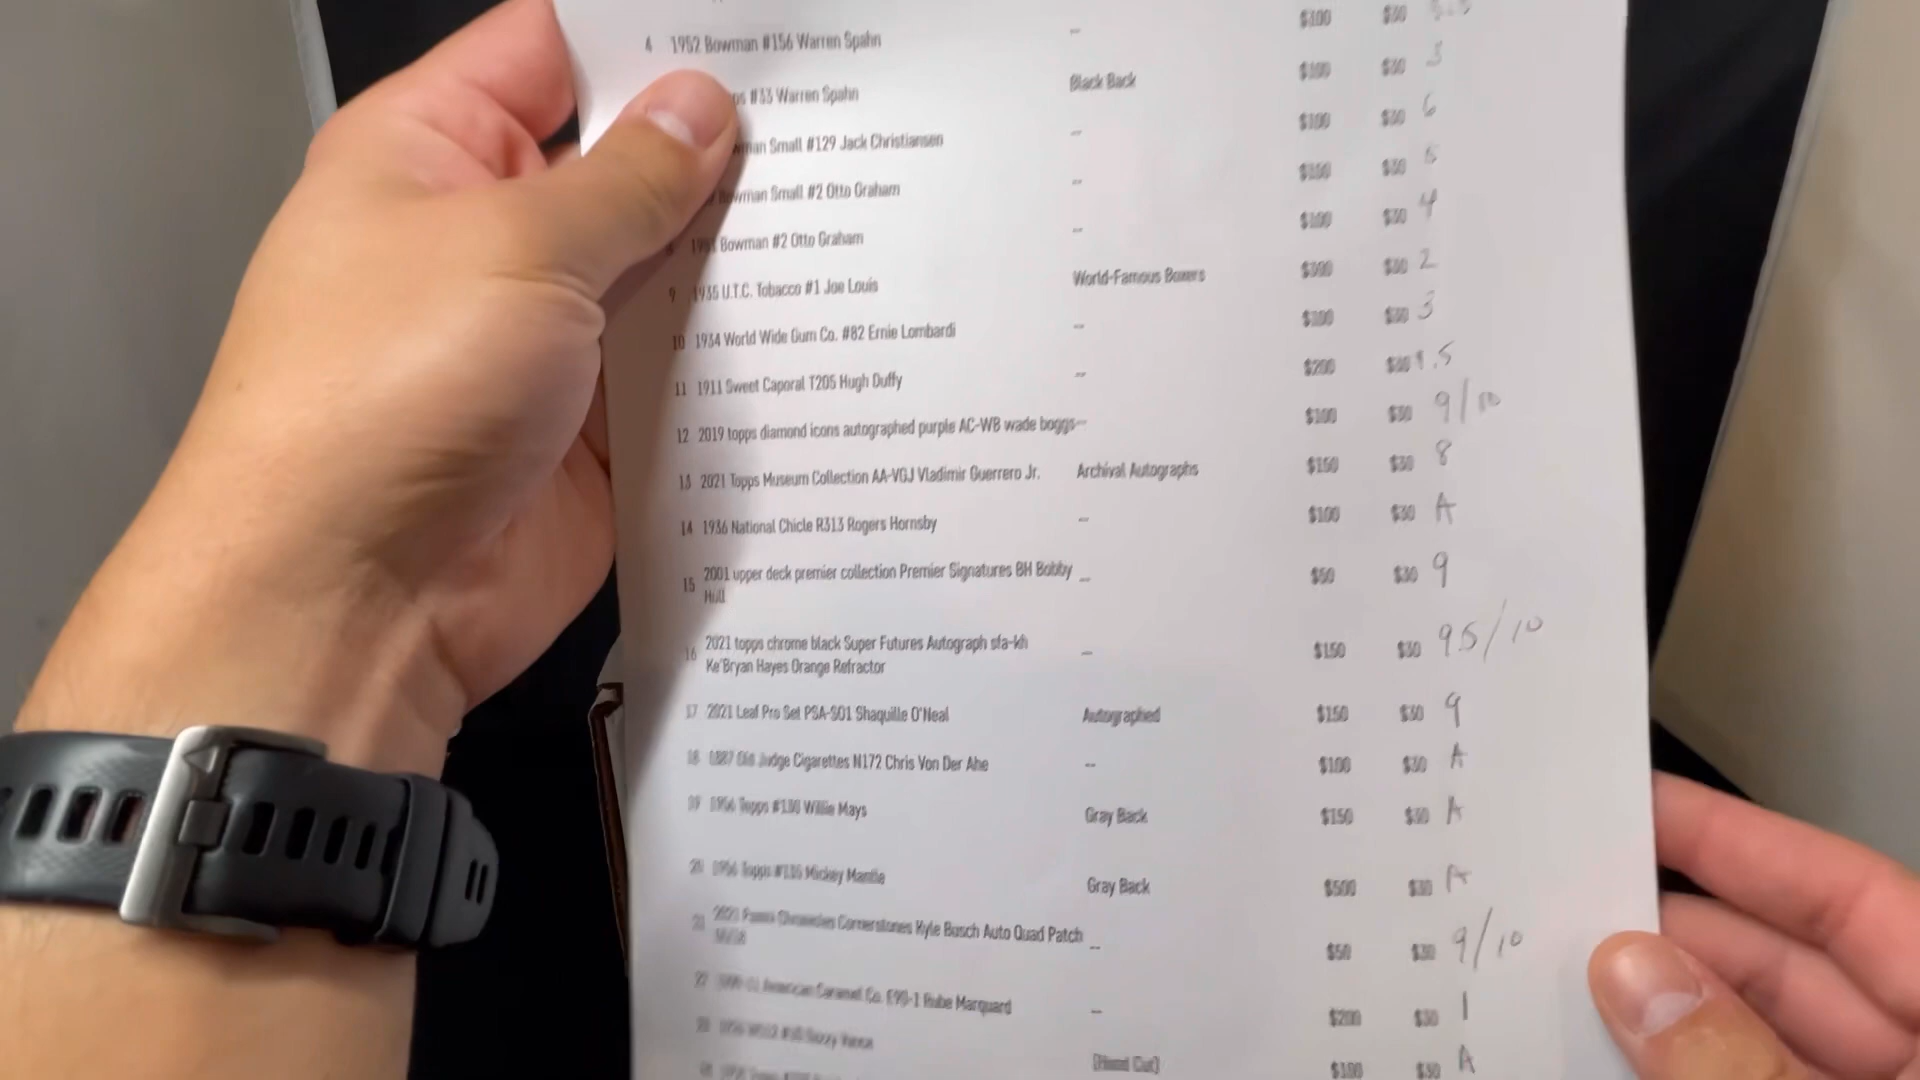 4 1952 Bowman #156 Warren Spahn -- $100 $30
#33 Warren Spahn Black Back $100 $30 3
Small #129 Jack Christiansen -- $100 $30 6
Bowman Small #2 Otto Graham -- $150 $30 5
Bowman #2 Otto Graham -- $100 $30 4
9 1935 U.T.C. Tobacco #1 Joe Louis World-Famous Boxers $300 $30 2
10 1934 World Wide Gum Co. #82 Ernie Lombardi -- $30 3
11 1911 Sweet Caporal T205 Hugh Duffy -- $200 $30
12 2019 topps diamond icons autographed purple AC-WB wade boggs -- $100 $30 9/10
13 2021 Topps Museum Collection AA-VGJ Vladimir Guerrero Jr. Archival Autographs $150 $30 8
14 1936 National Chicle R313 Rogers Hornsby -- $100 $30 A
15 2001 upper deck premier collection Premier Signatures BH Bobby Hull -- $50 $30 9
16 2021 topps chrome black Super Futures Autograph sfa-kh
Ke'Bryan Hayes Orange Refractor -- $150 $30 9.5/10
17 2021 Leaf Pro Set PSA-SO1 Shaquille O'Neal Autographed $150 $30 9
18 1887 Old Judge Cigarettes N172 Chris Von Der Ahe -- $100 $30 A
19 1956 Topps #130 Willie Mays Gray Back $150 $30 A
20 1956 Topps #135 Mickey Mantle Gray Back $500 $30 A
21 Cornerstones Kyle Busch Auto Quad Patch -- $50 $30 9/10
22 American Caramel Co. E90-1 Rube Marquard -- $200 $30 1
(Hand Cut) $100 $30 A